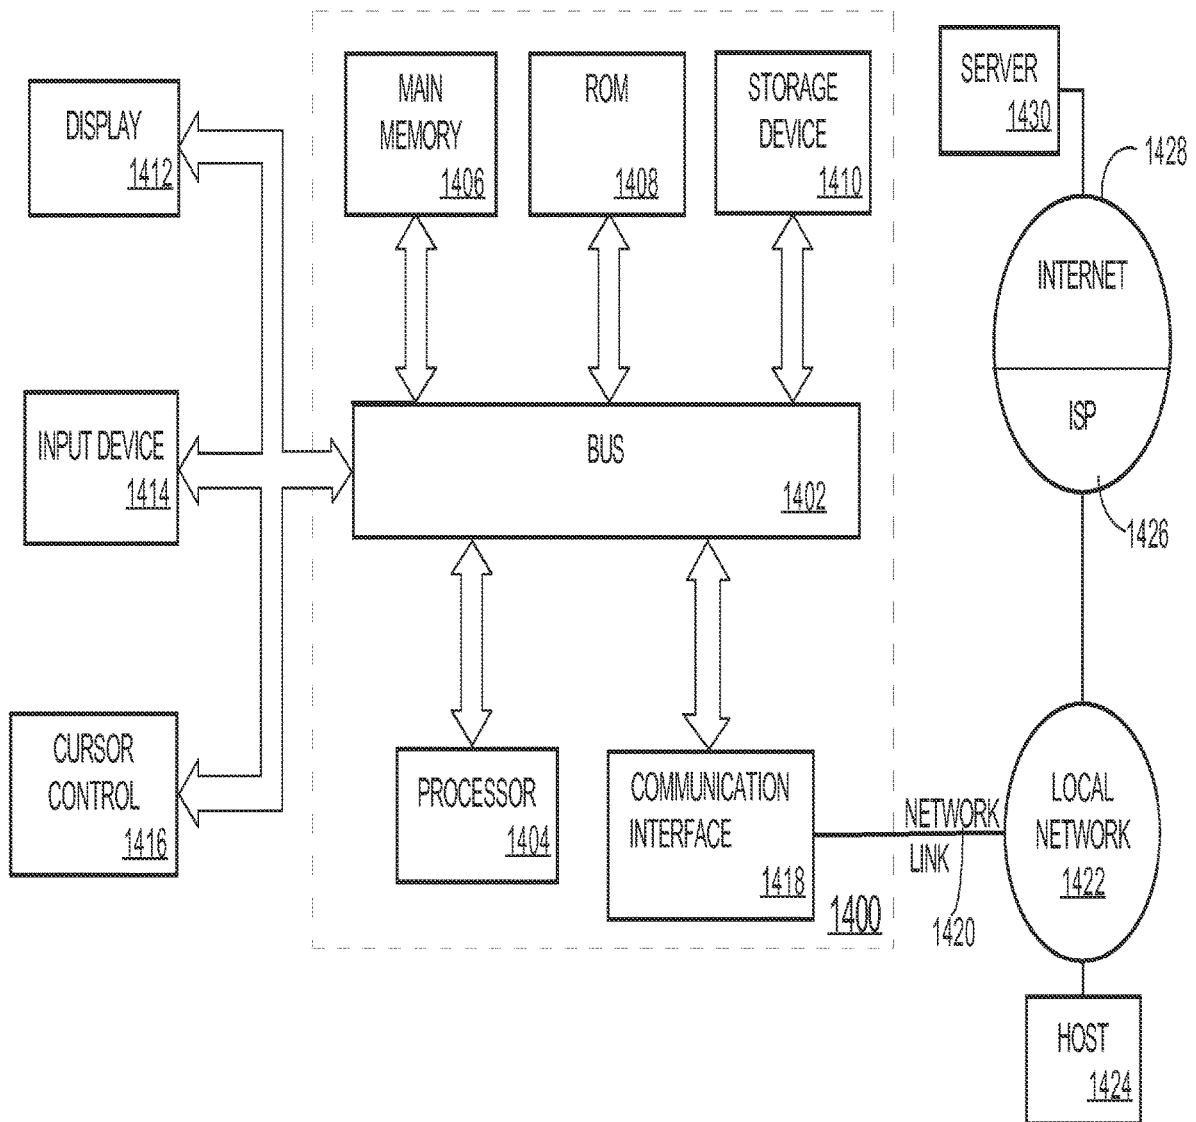 DISPLAY
1412
INPUT DEVICE
1414
CURSOR
CONTROL
1416
MAIN
MEMORY
1406
ROM
1408
STORAGE
DEVICE
1410
BUS
1402
PROCESSOR
1404
COMMUNICATION
INTERFACE
1418
1400
SERVER
1430
1428
INTERNET
ISP
1426
NETWORK
LINK
1420
LOCAL
NETWORK
1422
HOST
1424